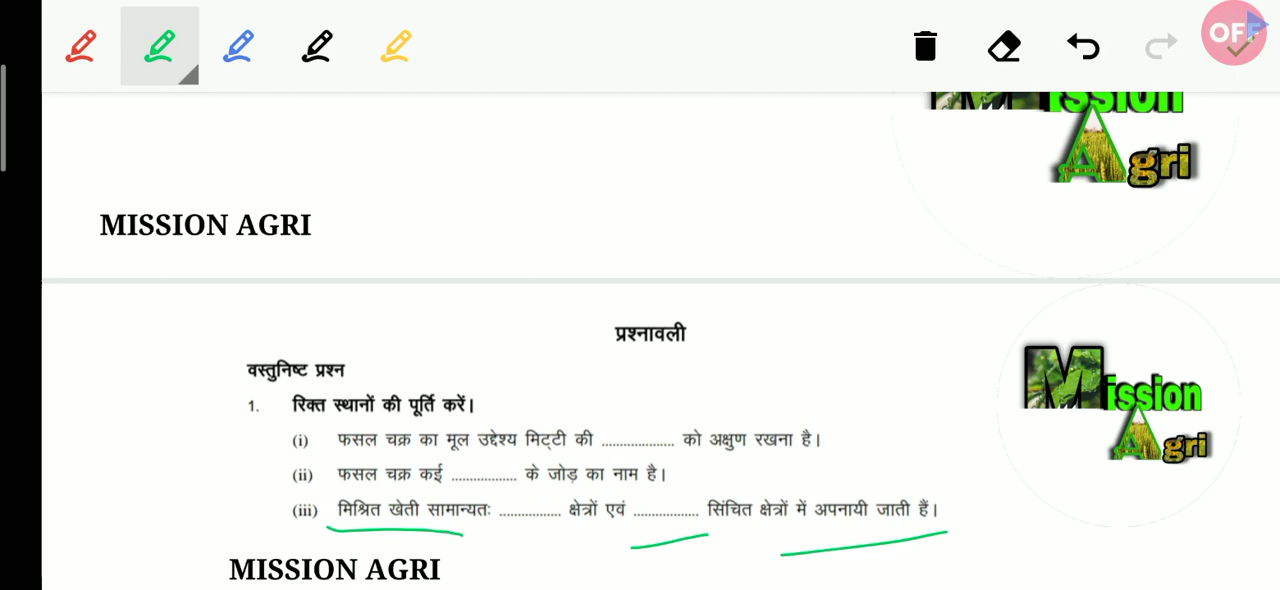 OFF
Mission
Agri
MISSION AGRI
प्रश्नावली
वस्तुनिष्ट प्रश्न
1. रिक्त स्थानों की पूर्ति करें।
(i) फसल चक्र का मूल उद्देश्य मिट्टी की .................... को अक्षुण रखना है।
(ii) फसल चक्र कई .................. के जोड़ का नाम है।
(iii) मिश्रित खेती सामान्यतः ................. क्षेत्रों एवं .................. सिंचित क्षेत्रों में अपनायी जाती हैं।
Mission
Agri
MISSION AGRI